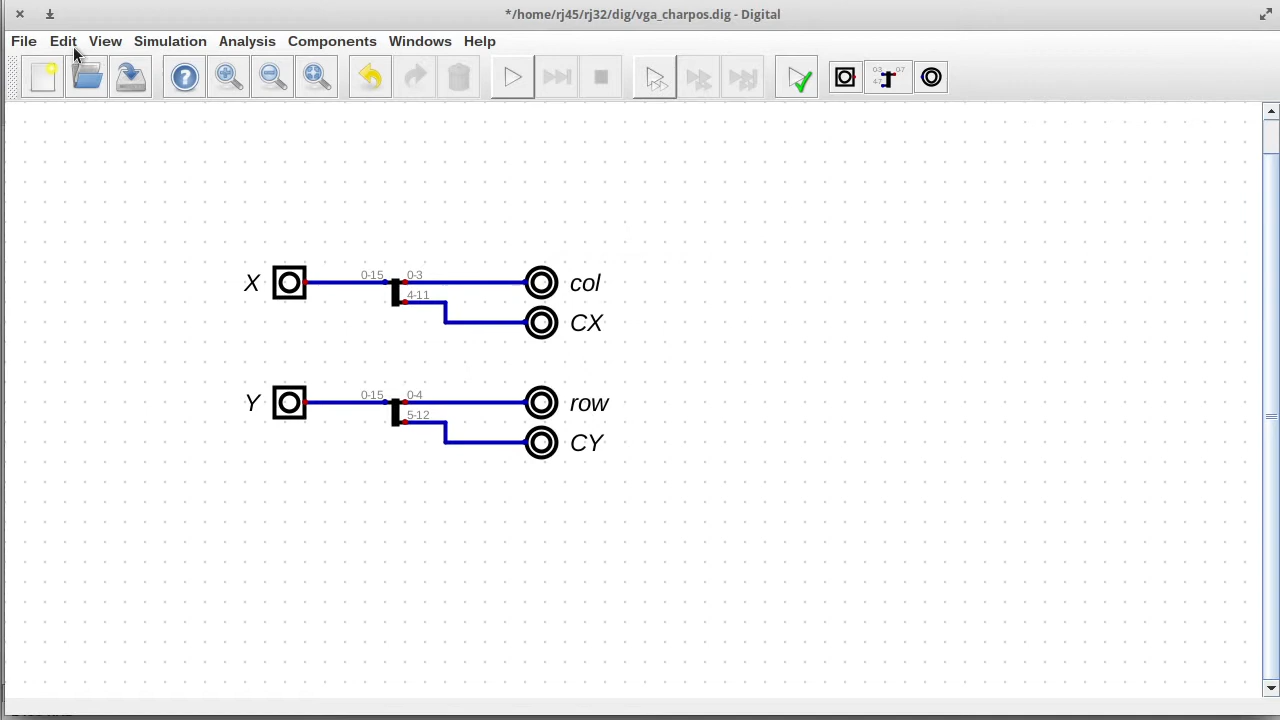 */home/rj45/rj32/dig/vga_charpos.dig - Digital
File Edit View Simulation Analysis Components Windows Help
X 0-15 0-3 col
4-11 CX
Y 0-15 0-4 row
5-12 CY